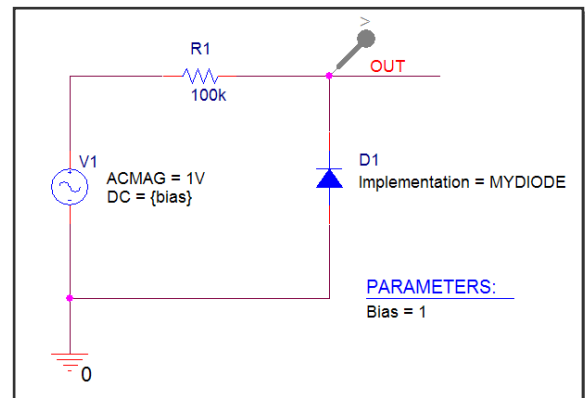 R1
OUT
100k
V1
ACMAG = 1V
DC = {bias}
D1
Implementation = MYDIODE
PARAMETERS:
Bias = 1
0